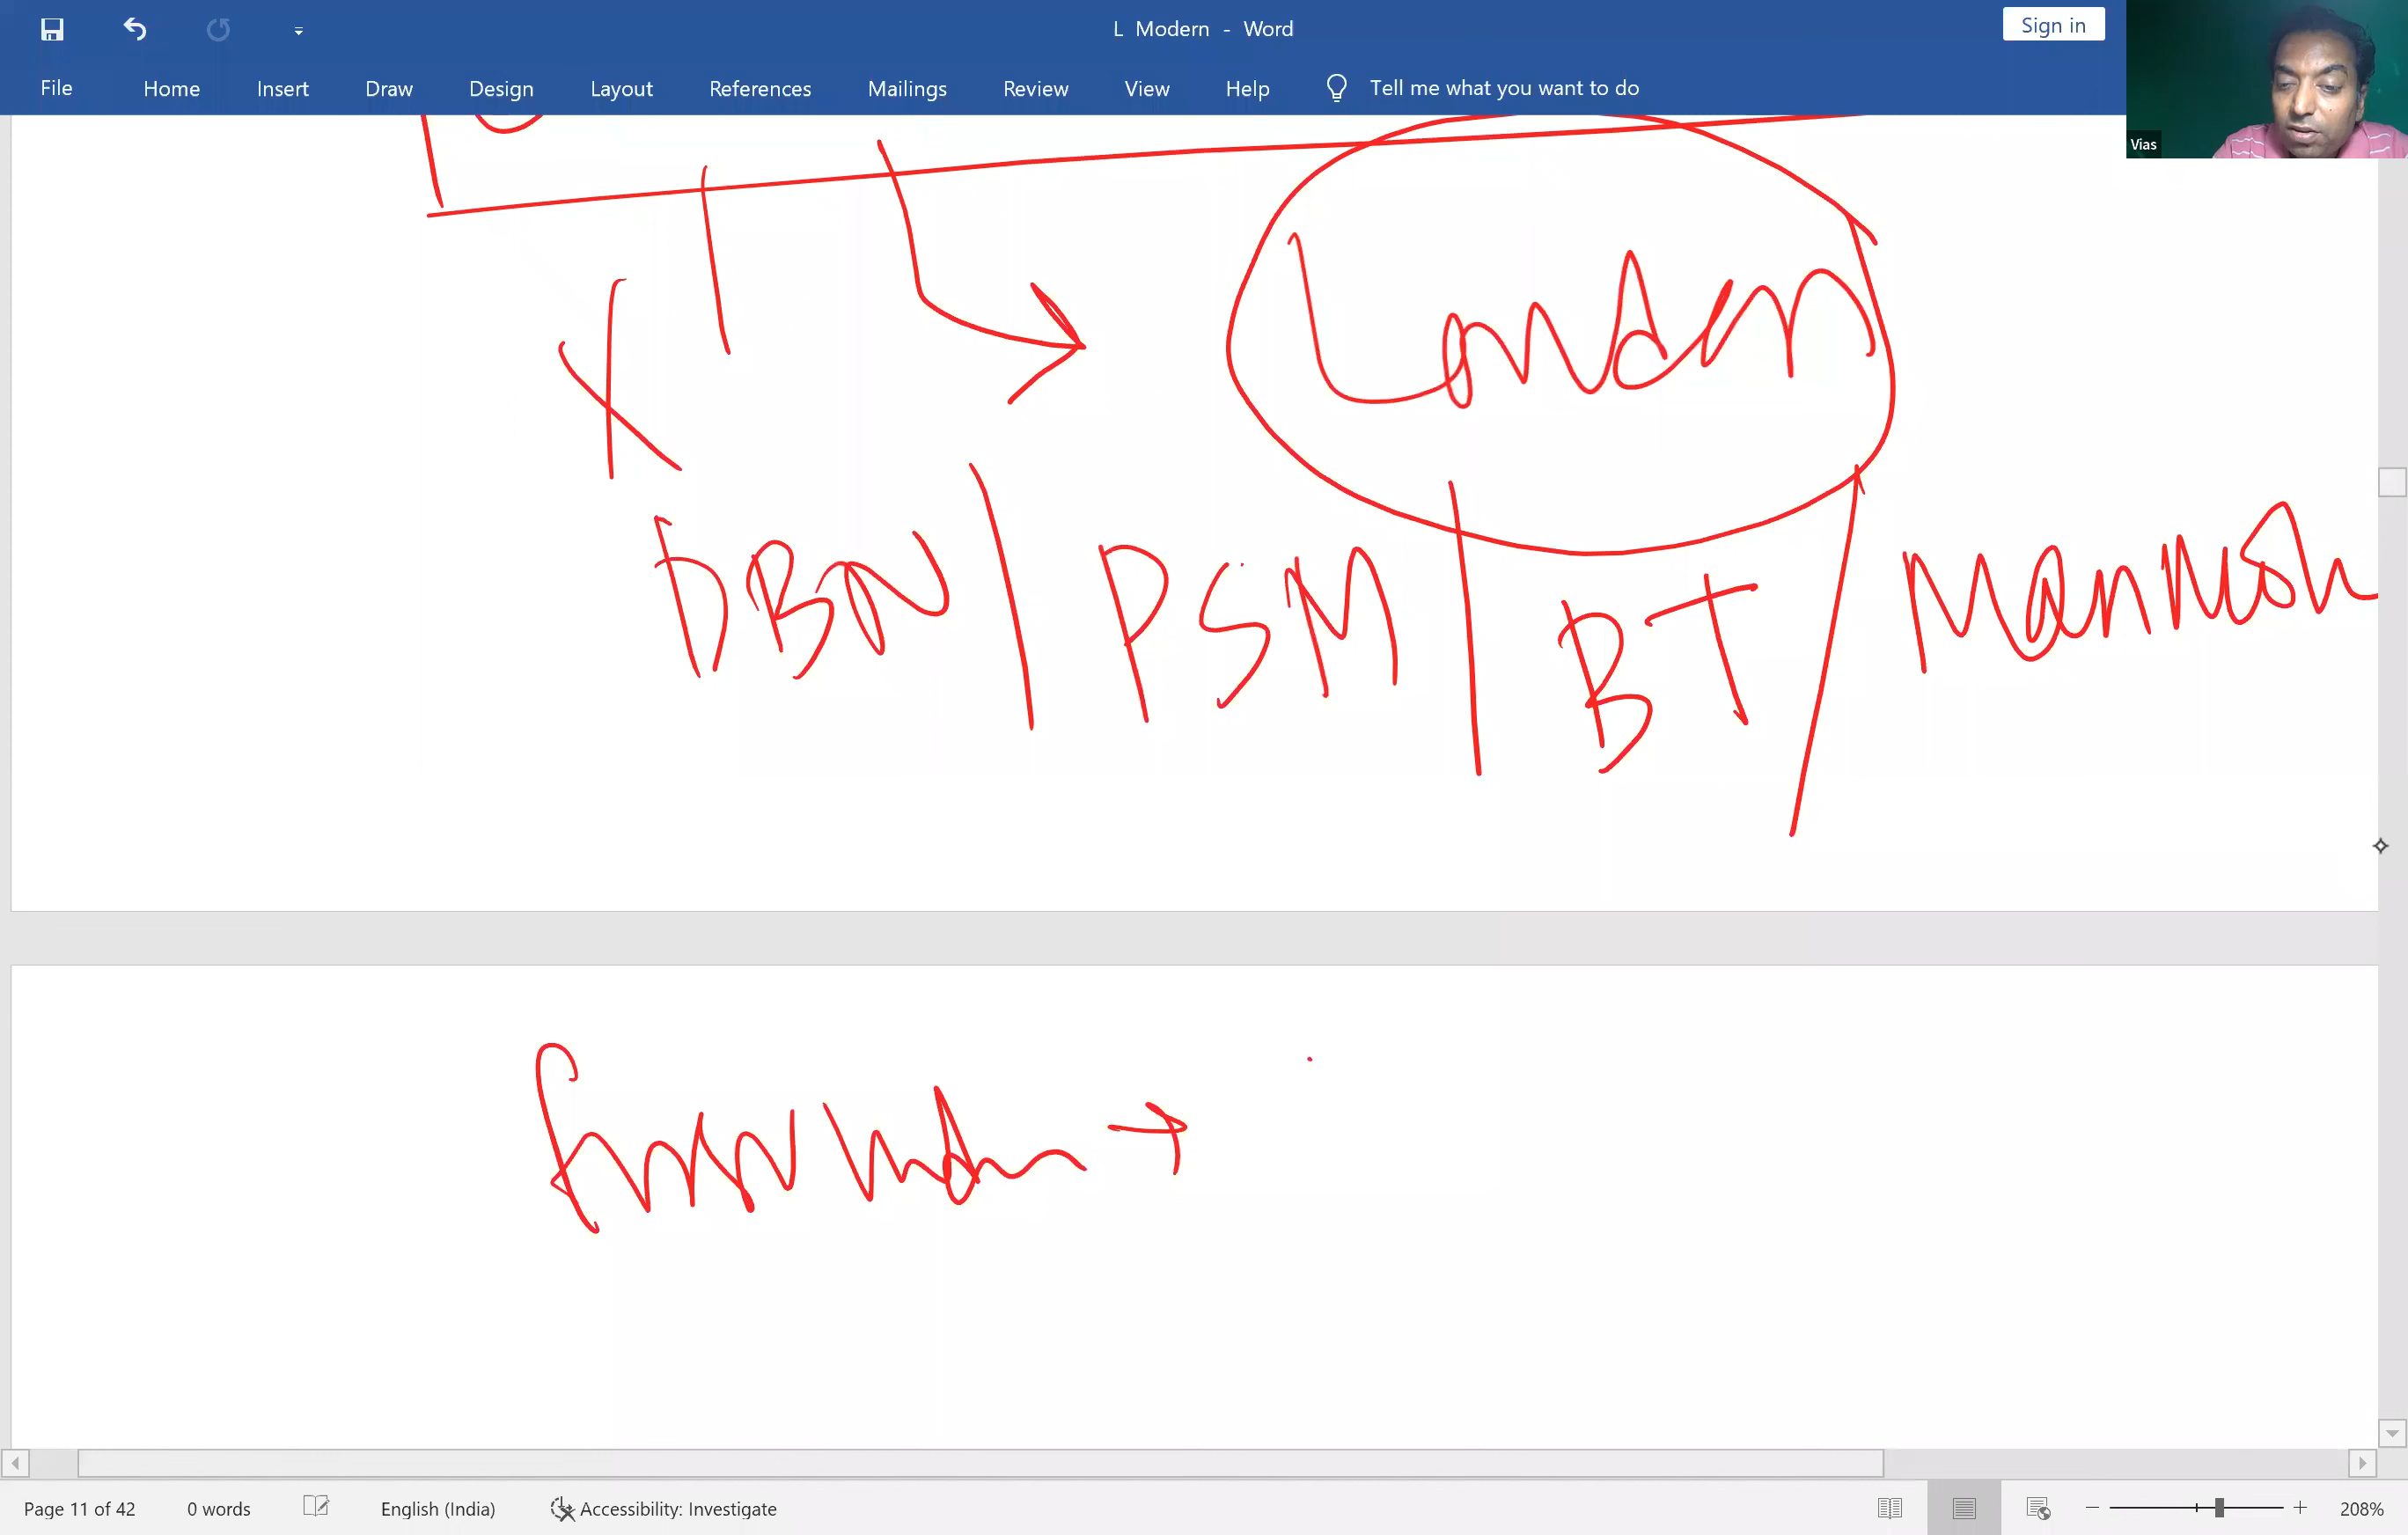 L Modern - Word
Sign in
File Home Insert Draw Design Layout References Mailings Review View Help Tell me what you want to do
Vias
London
DBN / PSM / BT /
Page 11 of 42 0 words English (India) Accessibility: Investigate 208%